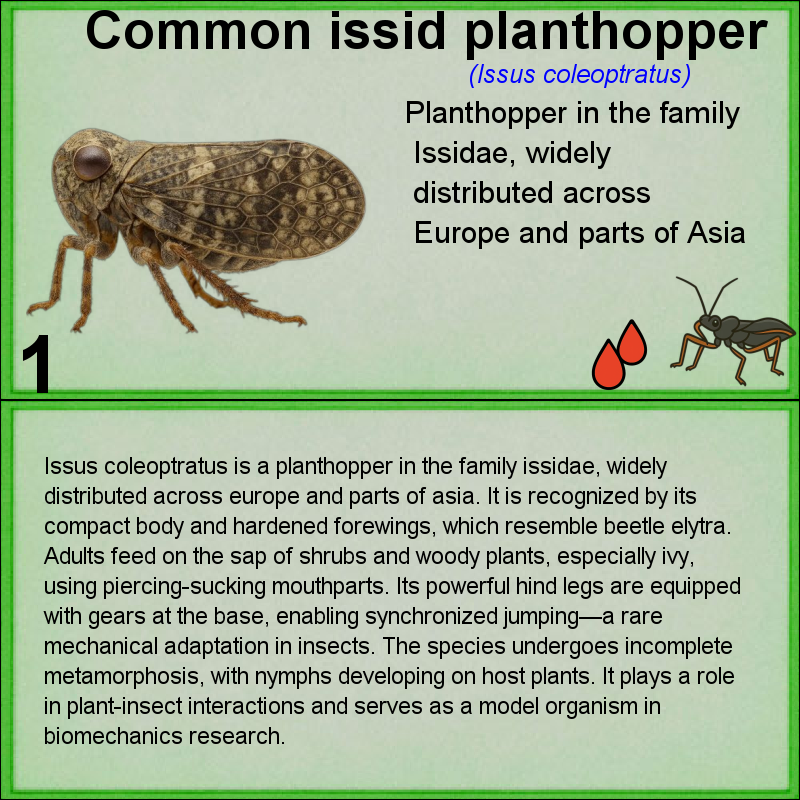 Common issid planthopper
(Issus coleoptratus)
Planthopper in the family
Issidae, widely
distributed across
Europe and parts of Asia
1
Issus coleoptratus is a planthopper in the family issidae, widely
distributed across europe and parts of asia. It is recognized by its
compact body and hardened forewings, which resemble beetle elytra.
Adults feed on the sap of shrubs and woody plants, especially ivy,
using piercing-sucking mouthparts. Its powerful hind legs are equipped
with gears at the base, enabling synchronized jumping—a rare
mechanical adaptation in insects. The species undergoes incomplete
metamorphosis, with nymphs developing on host plants. It plays a role
in plant-insect interactions and serves as a model organism in
biomechanics research.